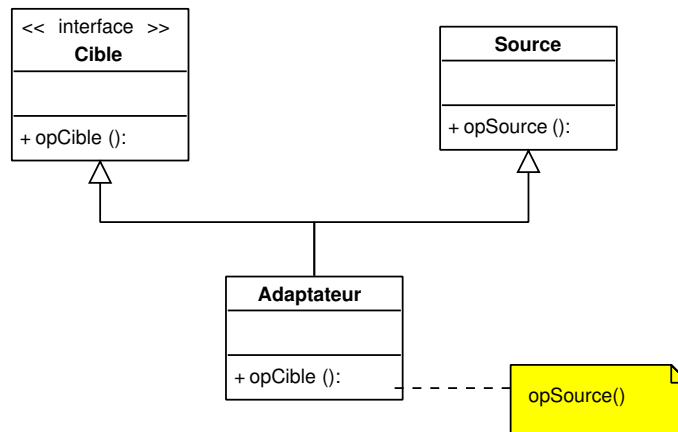 << interface >>
Cible
+ opCible ():
Source
+ opSource ():
Adaptateur
+ opCible ():
opSource()